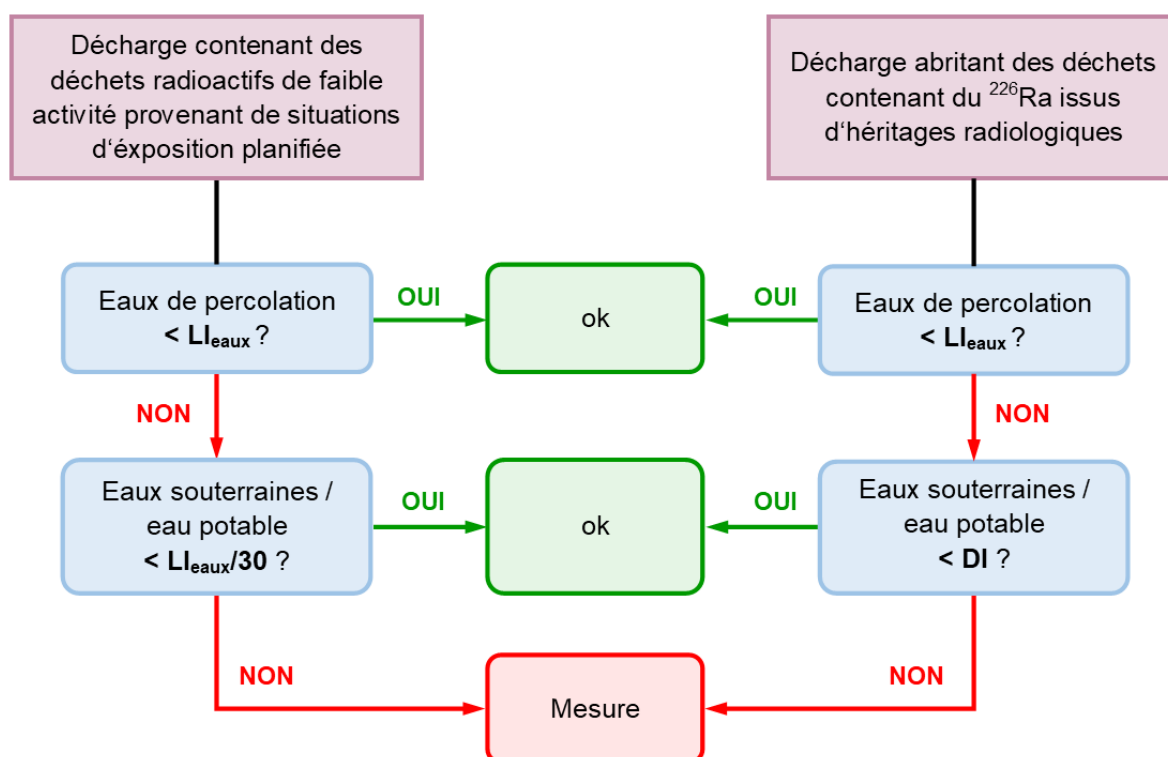 Décharge contenant des
déchets radioactifs de faible
activité provenant de situations
d‘éxposition planifiée
Décharge abritant des déchets
contenant du ²²⁶Ra issus
d‘héritages radiologiques
Eaux de percolation
< LIeaux ?
OUI
ok
OUI
Eaux de percolation
< LIeaux ?
NON
NON
Eaux souterraines /
eau potable
< LIeaux/30 ?
OUI
ok
OUI
Eaux souterraines /
eau potable
< DI ?
NON
Mesure
NON